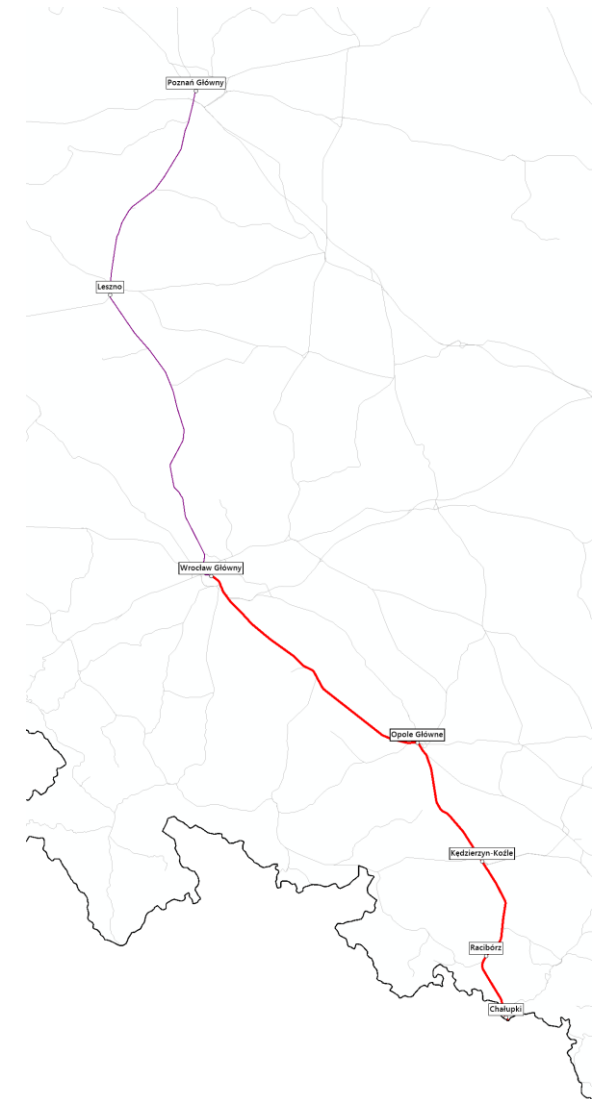 Poznań Główny
Leszno
Wrocław Główny
Opole Główne
Kędzierzyn-Koźle
Racibórz
Chałupki